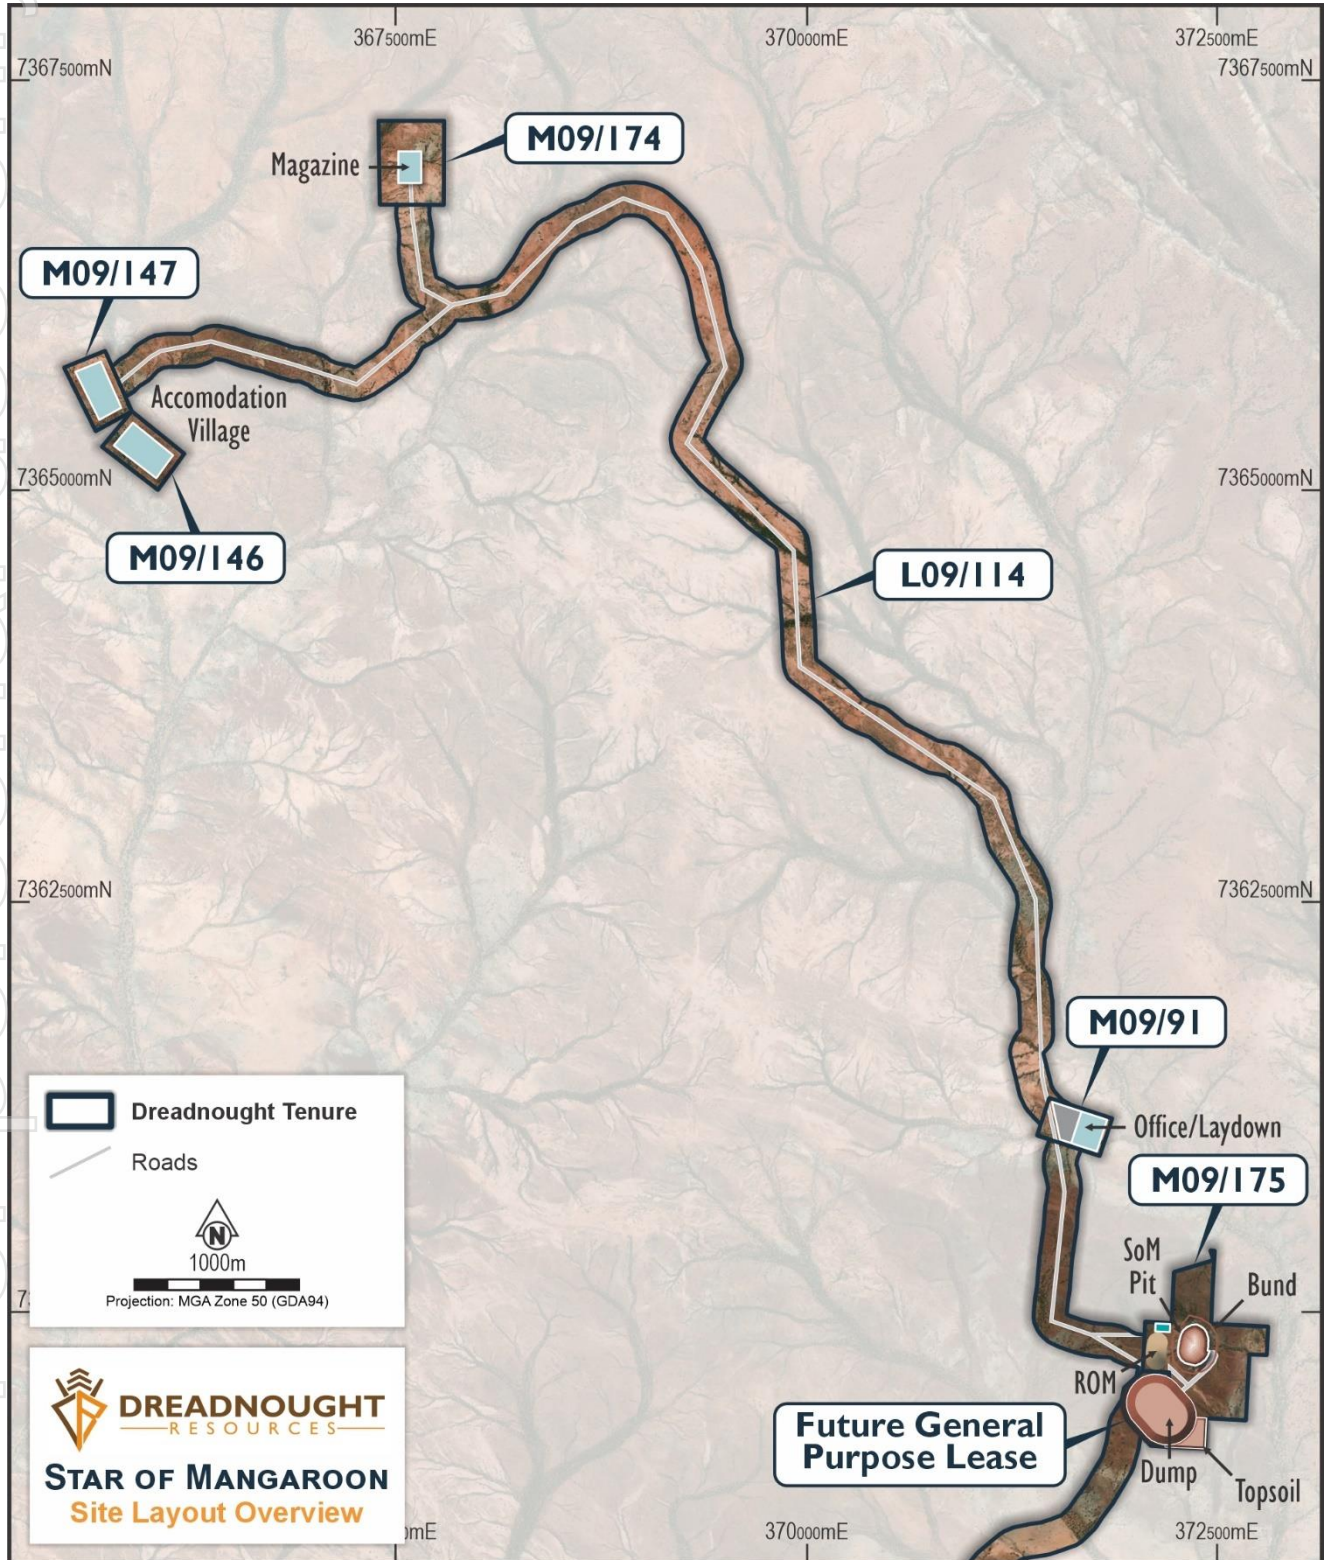 367500mE
370000mE
372500mE
7367500mN
7367500mN
M09/174
Magazine
M09/147
Accomodation
Village
7365000mN
7365000mN
M09/146
L09/114
7362500mN
7362500mN
M09/91
Office/Laydown
M09/175
SoM
Pit
Bund
ROM
Future General
Purpose Lease
Dump
Topsoil
Dreadnought Tenure
Roads
N
1000m
Projection: MGA Zone 50 (GDA94)
DREADNOUGHT
RESOURCES
STAR OF MANGAROON
Site Layout Overview
mE
370000mE
372500mE